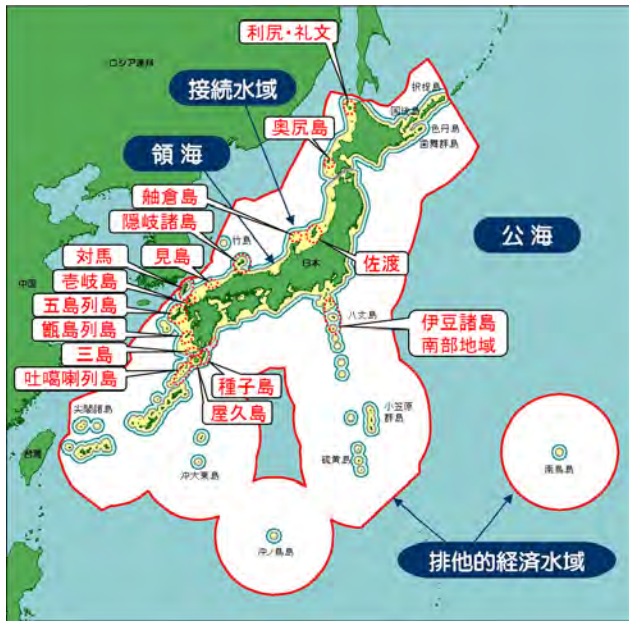 利尻・礼文
ロシア連邦
接続水域
択捉島
国後島
色丹島
歯舞群島
奥尻島
領海
舳倉島
隠岐諸島
竹島
公海
対馬
見島
佐渡
日本
中国
壱岐島
五島列島
八丈島
伊豆諸島
南部地域
甑島列島
三島
吐噶喇列島
種子島
屋久島
尖閣諸島
小笠原
群島
台湾
沖大東島
硫黄島
南鳥島
沖ノ鳥島
排他的経済水域